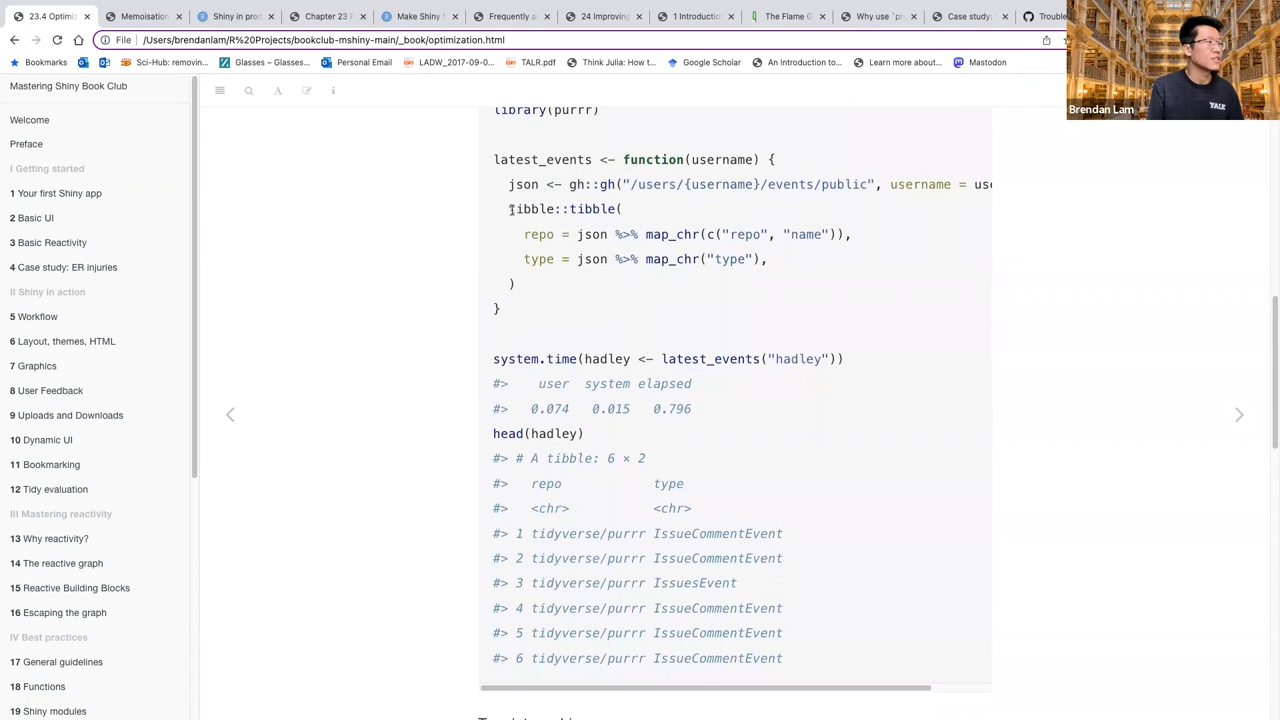 23.4 Optimiz
Memoisation
Shiny in proc
Chapter 23 P
Make Shiny
Frequently a
24 Improving
1 Introduction
The Flame G
Why use `pr
Case study:
Trouble
File
/Users/brendanlam/R%20Projects/bookclub-mshiny-main/_book/optimization.html
Bookmarks
Sci-Hub: removin...
Glasses – Glasses...
Personal Email
LADW_2017-09-0...
TALR.pdf
Think Julia: How t...
Google Scholar
An Introduction to...
Learn more about...
Mastodon
Brendan Lam
YALE
Mastering Shiny Book Club
Welcome
Preface
I Getting started
1 Your first Shiny app
2 Basic UI
3 Basic Reactivity
4 Case study: ER injuries
II Shiny in action
5 Workflow
6 Layout, themes, HTML
7 Graphics
8 User Feedback
9 Uploads and Downloads
10 Dynamic UI
11 Bookmarking
12 Tidy evaluation
III Mastering reactivity
13 Why reactivity?
14 The reactive graph
15 Reactive Building Blocks
16 Escaping the graph
IV Best practices
17 General guidelines
18 Functions
19 Shiny modules
library(purrr)
latest_events <- function(username) {
json <- gh::gh("/users/{username}/events/public", username = use
tibble::tibble(
repo = json %>% map_chr(c("repo", "name")),
type = json %>% map_chr("type"),
)
}
system.time(hadley <- latest_events("hadley"))
#>    user  system elapsed
#>   0.074   0.015   0.796
head(hadley)
#> # A tibble: 6 × 2
#>   repo            type
#>   <chr>           <chr>
#> 1 tidyverse/purrr IssueCommentEvent
#> 2 tidyverse/purrr IssueCommentEvent
#> 3 tidyverse/purrr IssuesEvent
#> 4 tidyverse/purrr IssueCommentEvent
#> 5 tidyverse/purrr IssueCommentEvent
#> 6 tidyverse/purrr IssueCommentEvent